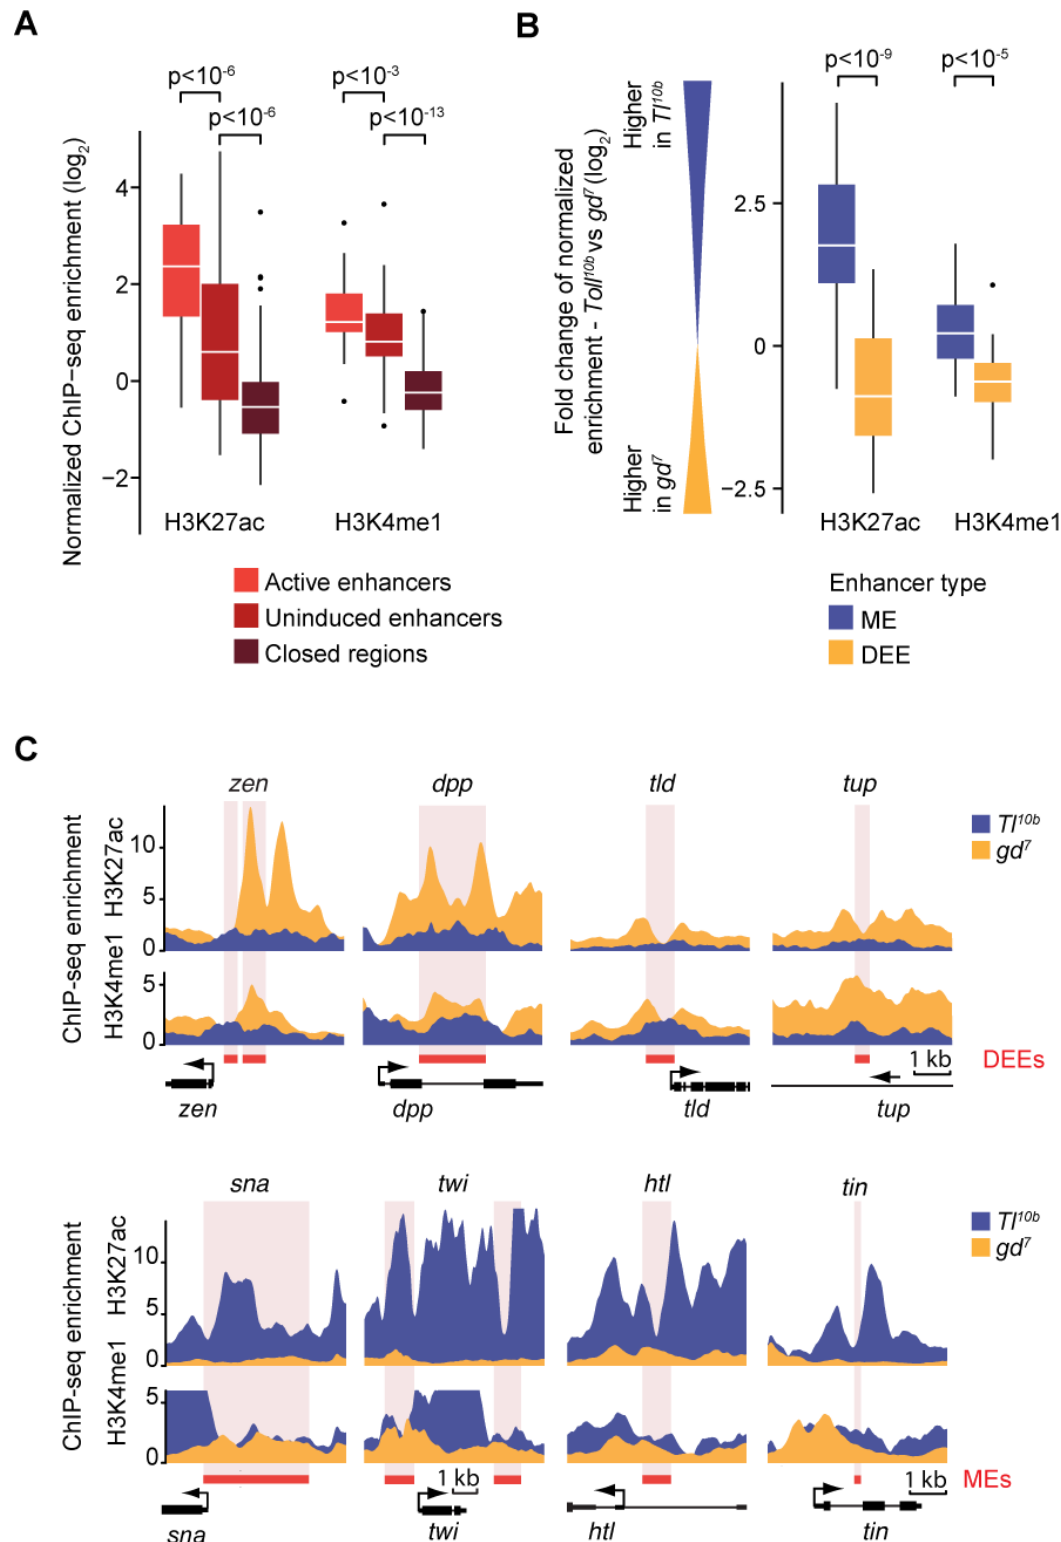 A
p<10-6
p<10-3
p<10-6
p<10-13
Normalized ChIP-seq enrichment (log2)
4
2
0
−2
H3K27ac
H3K4me1
Active enhancers
Uninduced enhancers
Closed regions
B
p<10-9
p<10-5
Fold change of normalized
enrichment - Toll10b vs gd7 (log2)
Higher
in Tl10b
Higher
in gd7
2.5
0
−2.5
H3K27ac
H3K4me1
Enhancer type
ME
DEE
C
zen
dpp
tld
tup
ChIP-seq enrichment
H3K27ac
10
5
0
H3K4me1
5
0
Tl10b
gd7
1 kb
DEEs
zen
dpp
tld
tup
sna
twi
htl
tin
ChIP-seq enrichment
H3K27ac
10
5
0
H3K4me1
5
0
Tl10b
gd7
1 kb
1 kb
MEs
sna
twi
htl
tin